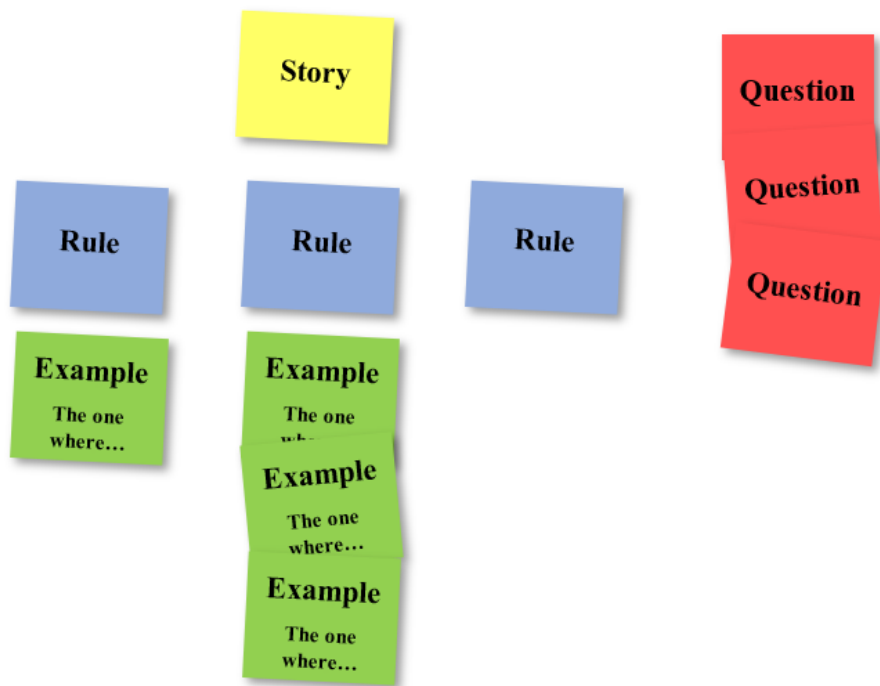 Story
Question
Question
Rule
Rule
Rule
Question
Example
The one
where…
Example
The one
where…
Example
The one
where…
Example
The one
where…